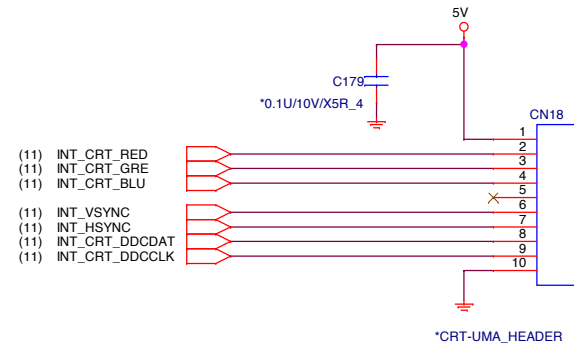 5V
C179
*0.1U/10V/X5R_4
CN18
1
(11) INT_CRT_RED 2
(11) INT_CRT_GRE 3
(11) INT_CRT_BLU 4
5
(11) INT_VSYNC 6
(11) INT_HSYNC 7
(11) INT_CRT_DDCDAT 8
(11) INT_CRT_DDCCLK 9
10
*CRT-UMA_HEADER